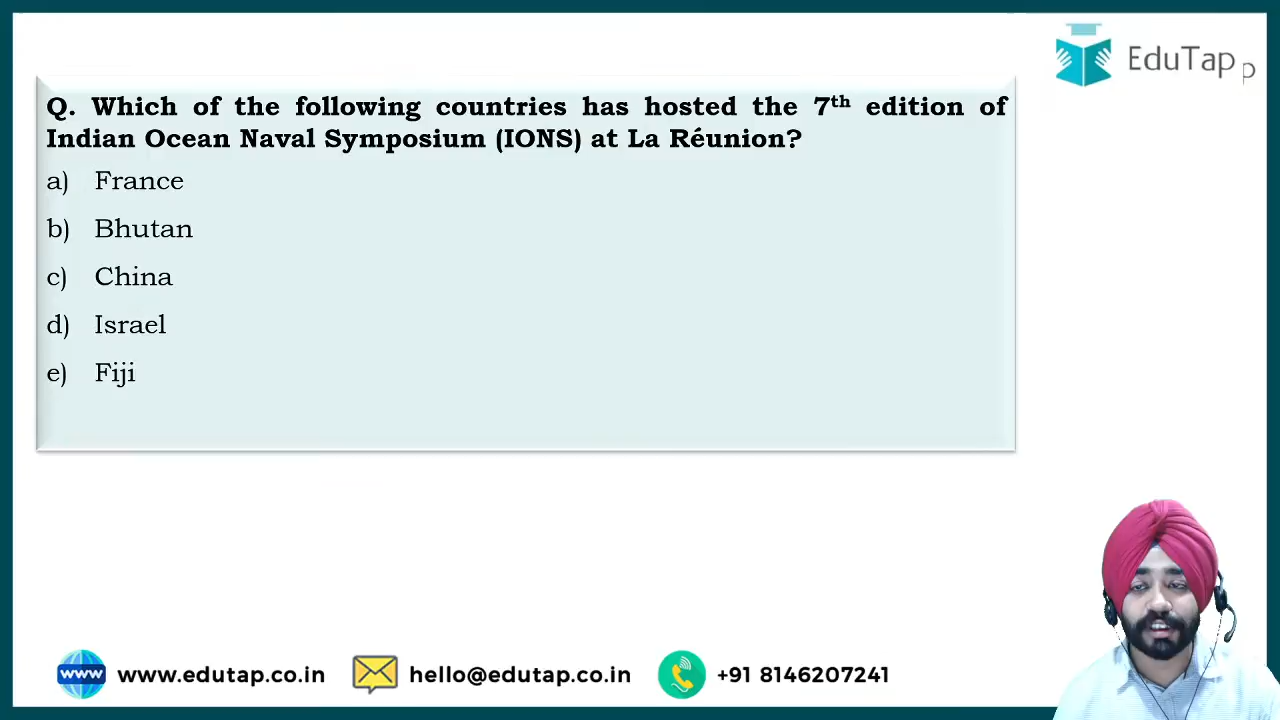 EduTap
p
Q. Which of the following countries has hosted the 7th edition of
Indian Ocean Naval Symposium (IONS) at La Réunion?
a) France
b) Bhutan
c) China
d) Israel
e) Fiji
www www.edutap.co.in hello@edutap.co.in +91 8146207241